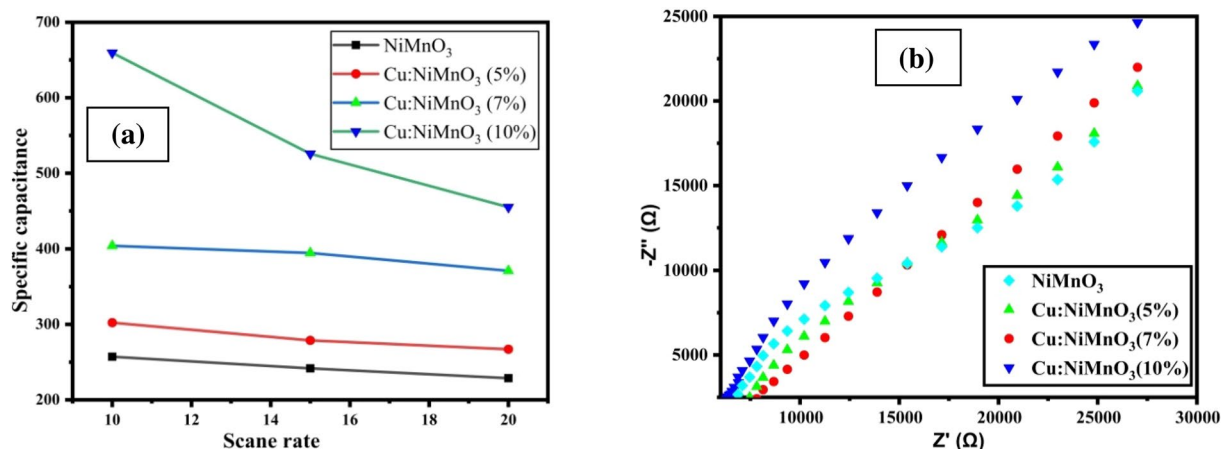 700
600
500
400
300
200
10
12
14
16
18
20
Specific capacitance
Scane rate
(a)
NiMnO₃
Cu:NiMnO₃ (5%)
Cu:NiMnO₃ (7%)
Cu:NiMnO₃ (10%)
25000
20000
15000
10000
5000
10000
15000
20000
25000
30000
-Z'' (Ω)
Z' (Ω)
(b)
NiMnO₃
Cu:NiMnO₃(5%)
Cu:NiMnO₃(7%)
Cu:NiMnO₃(10%)